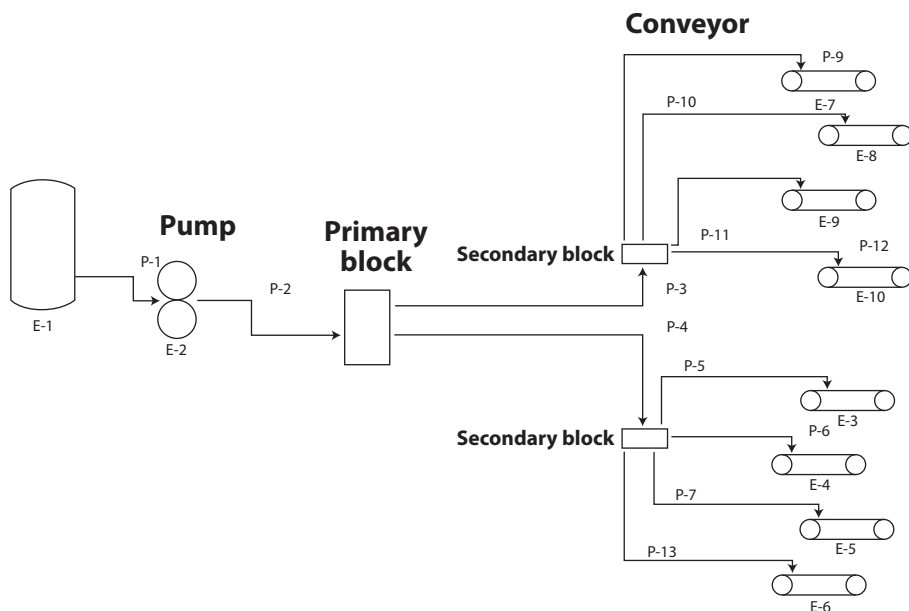 Conveyor
P-9
E-7
P-10
E-8
E-9
P-11
P-12
E-10
Secondary block
Pump
Primary
block
P-1
P-2
P-3
P-4
E-1
E-2
P-5
E-3
P-6
Secondary block
E-4
P-7
E-5
P-13
E-6